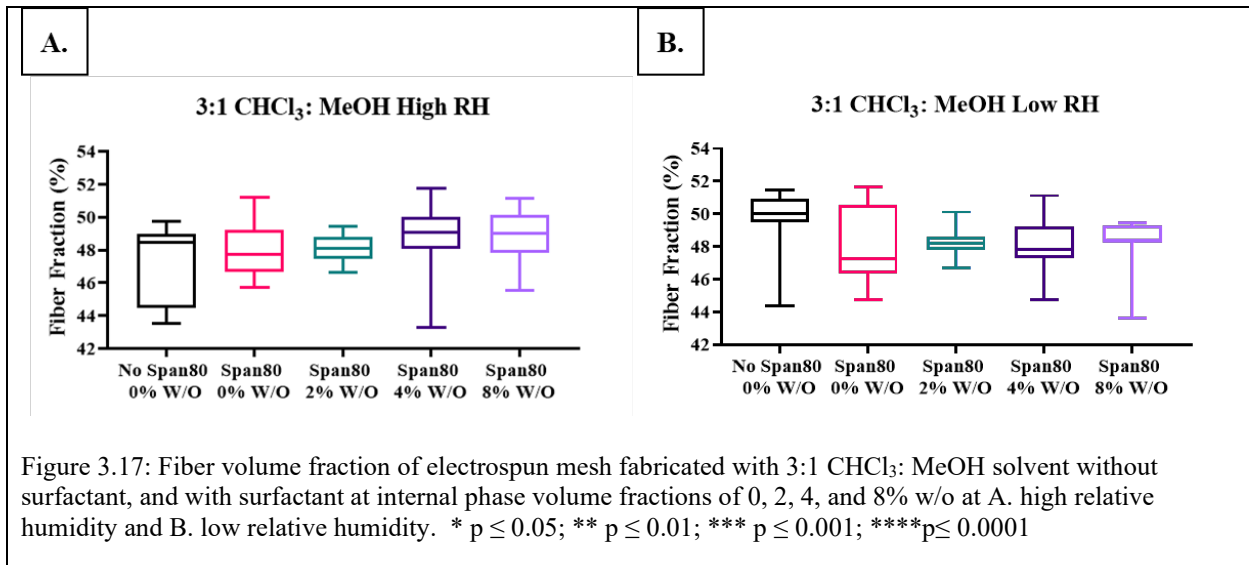 A.
3:1 CHCl₃: MeOH High RH
Fiber Fraction (%)
54
52
50
48
46
44
42
No Span80 Span80 Span80 Span80 Span80
0% W/O 0% W/O 2% W/O 4% W/O 8% W/O
B.
3:1 CHCl₃: MeOH Low RH
Fiber Fraction (%)
54
52
50
48
46
44
42
No Span80 Span80 Span80 Span80 Span80
0% W/O 0% W/O 2% W/O 4% W/O 8% W/O
Figure 3.17: Fiber volume fraction of electrospun mesh fabricated with 3:1 CHCl₃: MeOH solvent without
surfactant, and with surfactant at internal phase volume fractions of 0, 2, 4, and 8% w/o at A. high relative
humidity and B. low relative humidity. * p ≤ 0.05; ** p ≤ 0.01; *** p ≤ 0.001; ****p≤ 0.0001